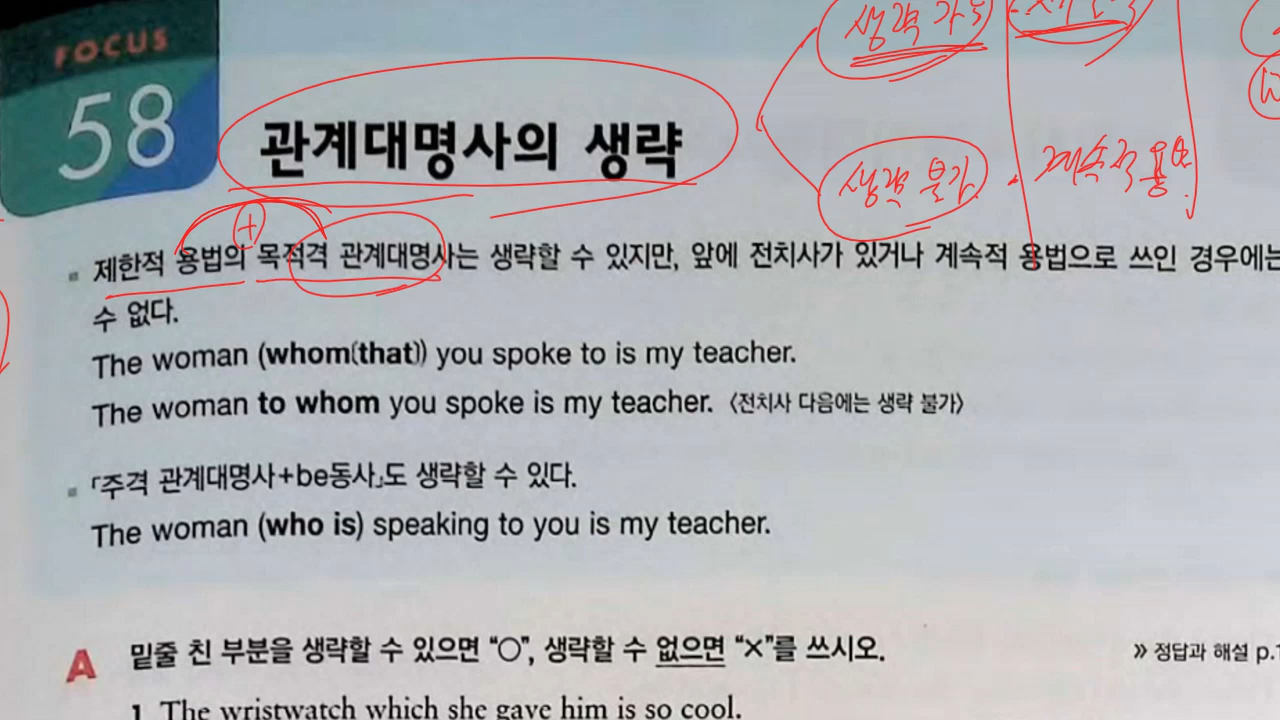 FOCUS
58
관계대명사의 생략
생략 가능
생략 불가
계속적 용법
제한적 용법의 목적격 관계대명사는 생략할 수 있지만, 앞에 전치사가 있거나 계속적 용법으로 쓰인 경우에는
수 없다.
The woman (whom(that)) you spoke to is my teacher.
The woman to whom you spoke is my teacher. 〈전치사 다음에는 생략 불가〉
「주격 관계대명사+be동사」도 생략할 수 있다.
The woman (who is) speaking to you is my teacher.
A 밑줄 친 부분을 생략할 수 있으면 “○”, 생략할 수 없으면 “×”를 쓰시오.
» 정답과 해설 p.1
1 The wristwatch which she gave him is so cool.